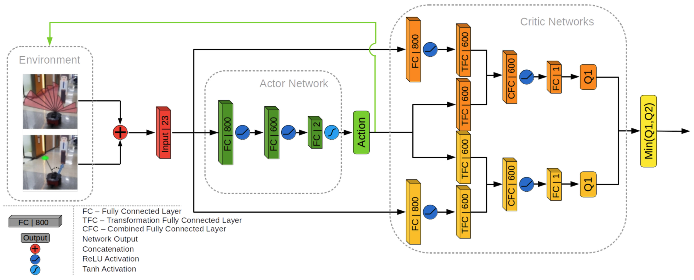 Critic Networks
Environment
Actor Network
Input | 23
FC | 800
FC | 600
FC | 2
Action
FC | 800
TFC | 600
TFC | 600
CFC | 600
FC | 1
Q1
TFC | 600
FC | 800
TFC | 600
CFC | 600
FC | 1
Q1
Min(Q1,Q2)
FC | 800
FC – Fully Connected Layer
TFC – Transformation Fully Connected Layer
CFC – Combined Fully Connected Layer
Output
Network Output
Concatenation
ReLU Activation
Tanh Activation